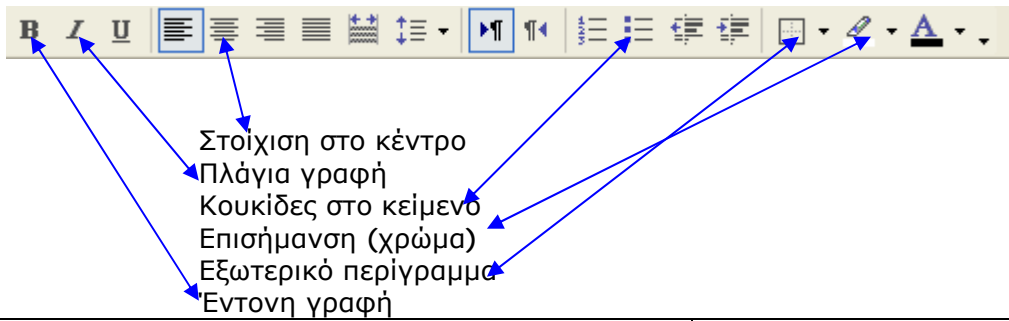 B I U A
Στοίχιση στο κέντρο
Πλάγια γραφή
Κουκίδες στο κείμενο
Επισήμανση (χρώμα)
Εξωτερικό περίγραμμα
Έντονη γραφή